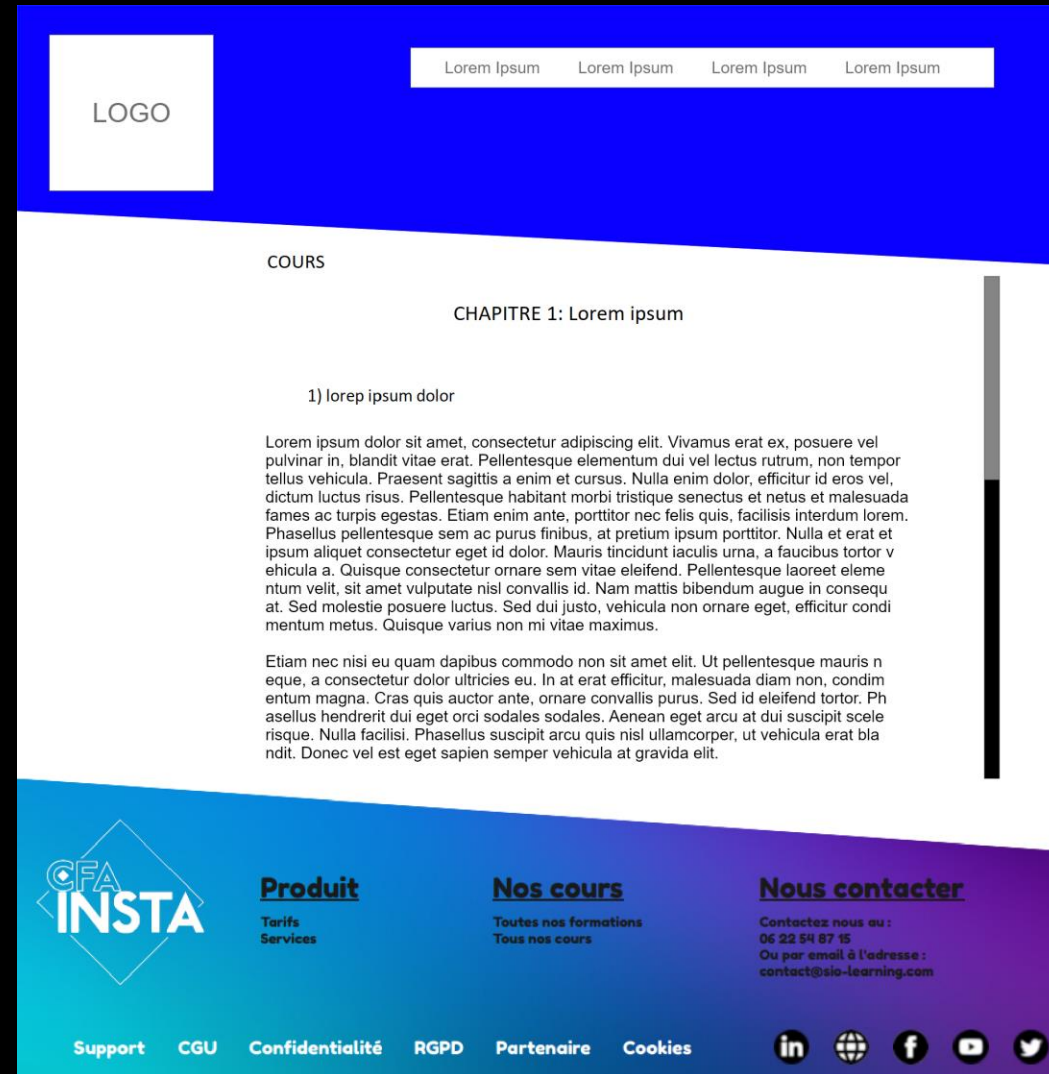 LOGO
Lorem Ipsum Lorem Ipsum Lorem Ipsum Lorem Ipsum
COURS
CHAPITRE 1: Lorem ipsum
1) lorep ipsum dolor
Lorem ipsum dolor sit amet, consectetur adipiscing elit. Vivamus erat ex, posuere vel
pulvinar in, blandit vitae erat. Pellentesque elementum dui vel lectus rutrum, non tempor
tellus vehicula. Praesent sagittis a enim et cursus. Nulla enim dolor, efficitur id eros vel,
dictum luctus risus. Pellentesque habitant morbi tristique senectus et netus et malesuada
fames ac turpis egestas. Etiam enim ante, porttitor nec felis quis, facilisis interdum lorem.
Phasellus pellentesque sem ac purus finibus, at pretium ipsum porttitor. Nulla et erat et
ipsum aliquet consectetur eget id dolor. Mauris tincidunt iaculis urna, a faucibus tortor v
ehicula a. Quisque consectetur ornare sem vitae eleifend. Pellentesque laoreet eleme
ntum velit, sit amet vulputate nisl convallis id. Nam mattis bibendum augue in consequ
at. Sed molestie posuere luctus. Sed dui justo, vehicula non ornare eget, efficitur condi
mentum metus. Quisque varius non mi vitae maximus.
Etiam nec nisi eu quam dapibus commodo non sit amet elit. Ut pellentesque mauris n
eque, a consectetur dolor ultricies eu. In at erat efficitur, malesuada diam non, condim
entum magna. Cras quis auctor ante, ornare convallis purus. Sed id eleifend tortor. Ph
asellus hendrerit dui eget orci sodales sodales. Aenean eget arcu at dui suscipit scele
risque. Nulla facilisi. Phasellus suscipit arcu quis nisl ullamcorper, ut vehicula erat bla
ndit. Donec vel est eget sapien semper vehicula at gravida elit.
CFA
INSTA
Produit
Tarifs
Services
Nos cours
Toutes nos formations
Tous nos cours
Nous contacter
Contactez nous au :
06 22 54 87 15
Ou par email à l'adresse :
contact@sio-learning.com
Support CGU Confidentialité RGPD Partenaire Cookies in f